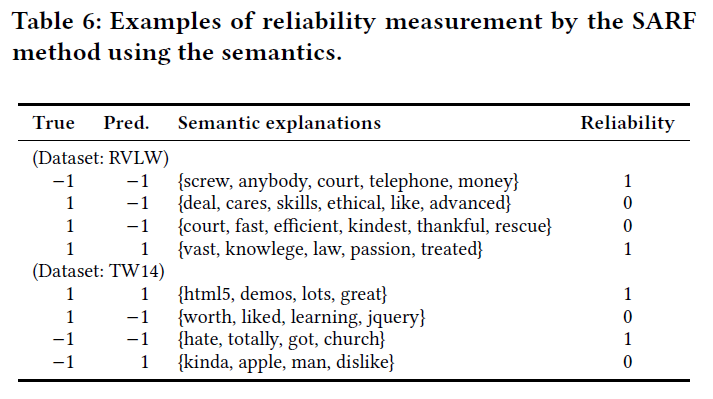 Table 6: Examples of reliability measurement by the SARF
method using the semantics.
True Pred. Semantic explanations Reliability
(Dataset: RVLW)
−1 −1 {screw, anybody, court, telephone, money} 1
1 −1 {deal, cares, skills, ethical, like, advanced} 0
1 −1 {court, fast, efficient, kindest, thankful, rescue} 0
1 1 {vast, knowlege, law, passion, treated} 1
(Dataset: TW14)
1 1 {html5, demos, lots, great} 1
1 −1 {worth, liked, learning, jquery} 0
−1 −1 {hate, totally, got, church} 1
−1 1 {kinda, apple, man, dislike} 0